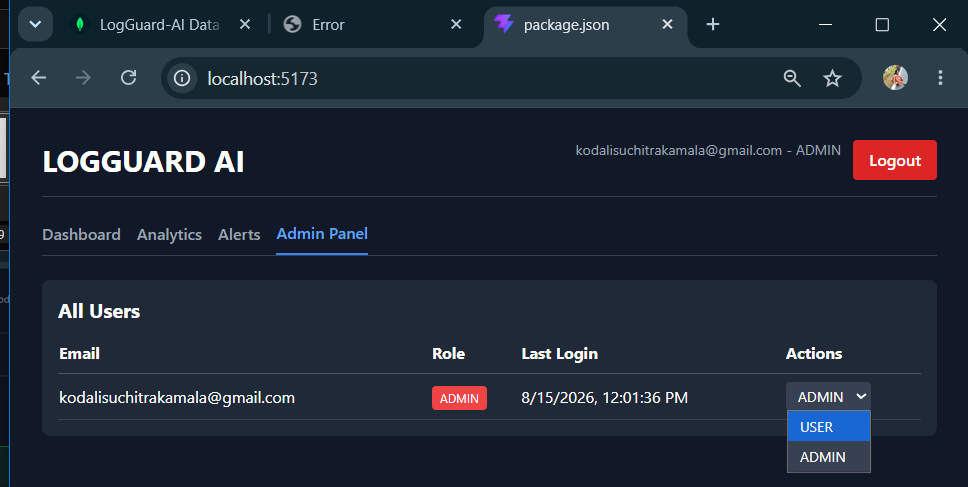 LogGuard-AI Data
Error
package.json
localhost:5173
LOGGUARD AI
kodalisuchitrakamala@gmail.com - ADMIN
Logout
Dashboard Analytics Alerts Admin Panel
All Users
Email Role Last Login Actions
kodalisuchitrakamala@gmail.com ADMIN 8/15/2026, 12:01:36 PM ADMIN
USER
ADMIN